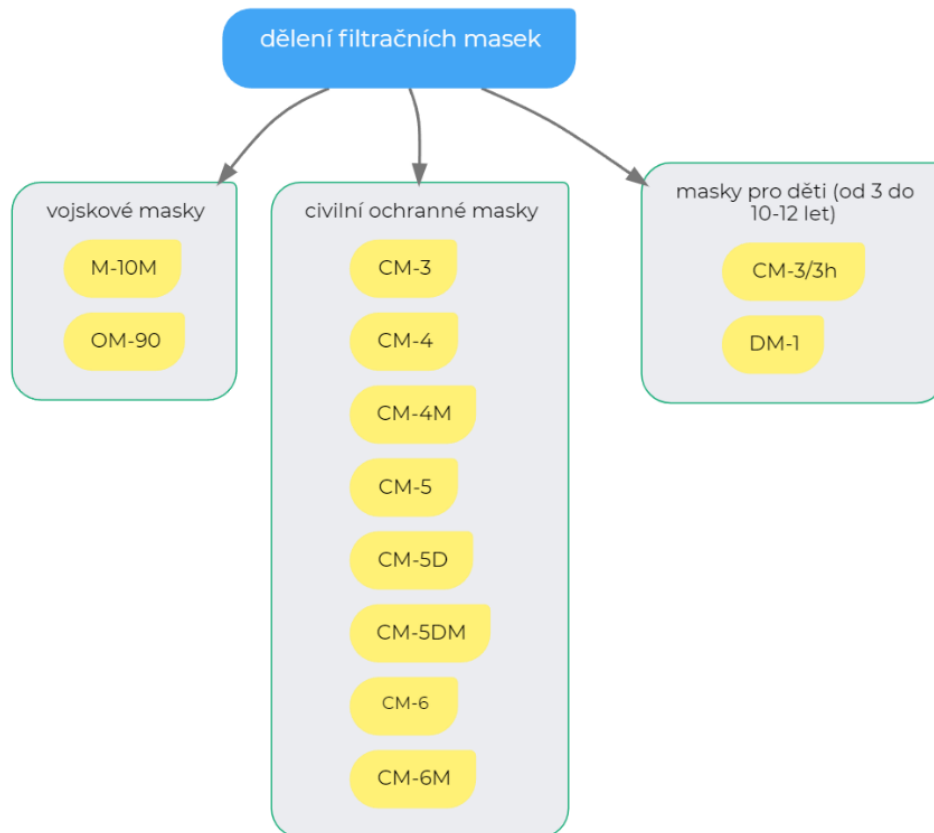 dělení filtračních masek
vojskové masky
M-10M
OM-90
civilní ochranné masky
CM-3
CM-4
CM-4M
CM-5
CM-5D
CM-5DM
CM-6
CM-6M
masky pro děti (od 3 do
10-12 let)
CM-3/3h
DM-1